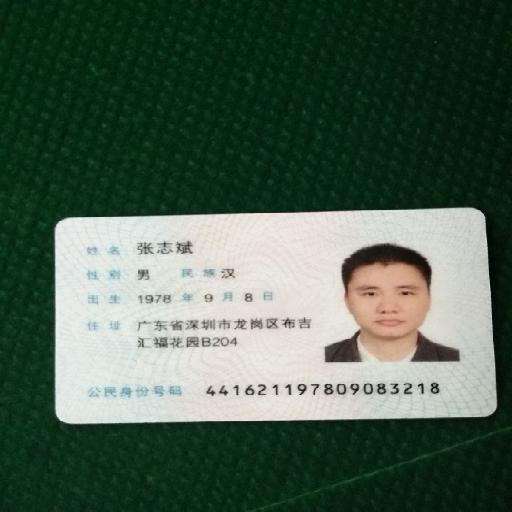 姓名 张志斌
性别 男 民族 汉
出生 1978 年 9 月 8 日
住址 广东省深圳市龙岗区布吉
汇福花园B204
公民身份号码 441621197809083218